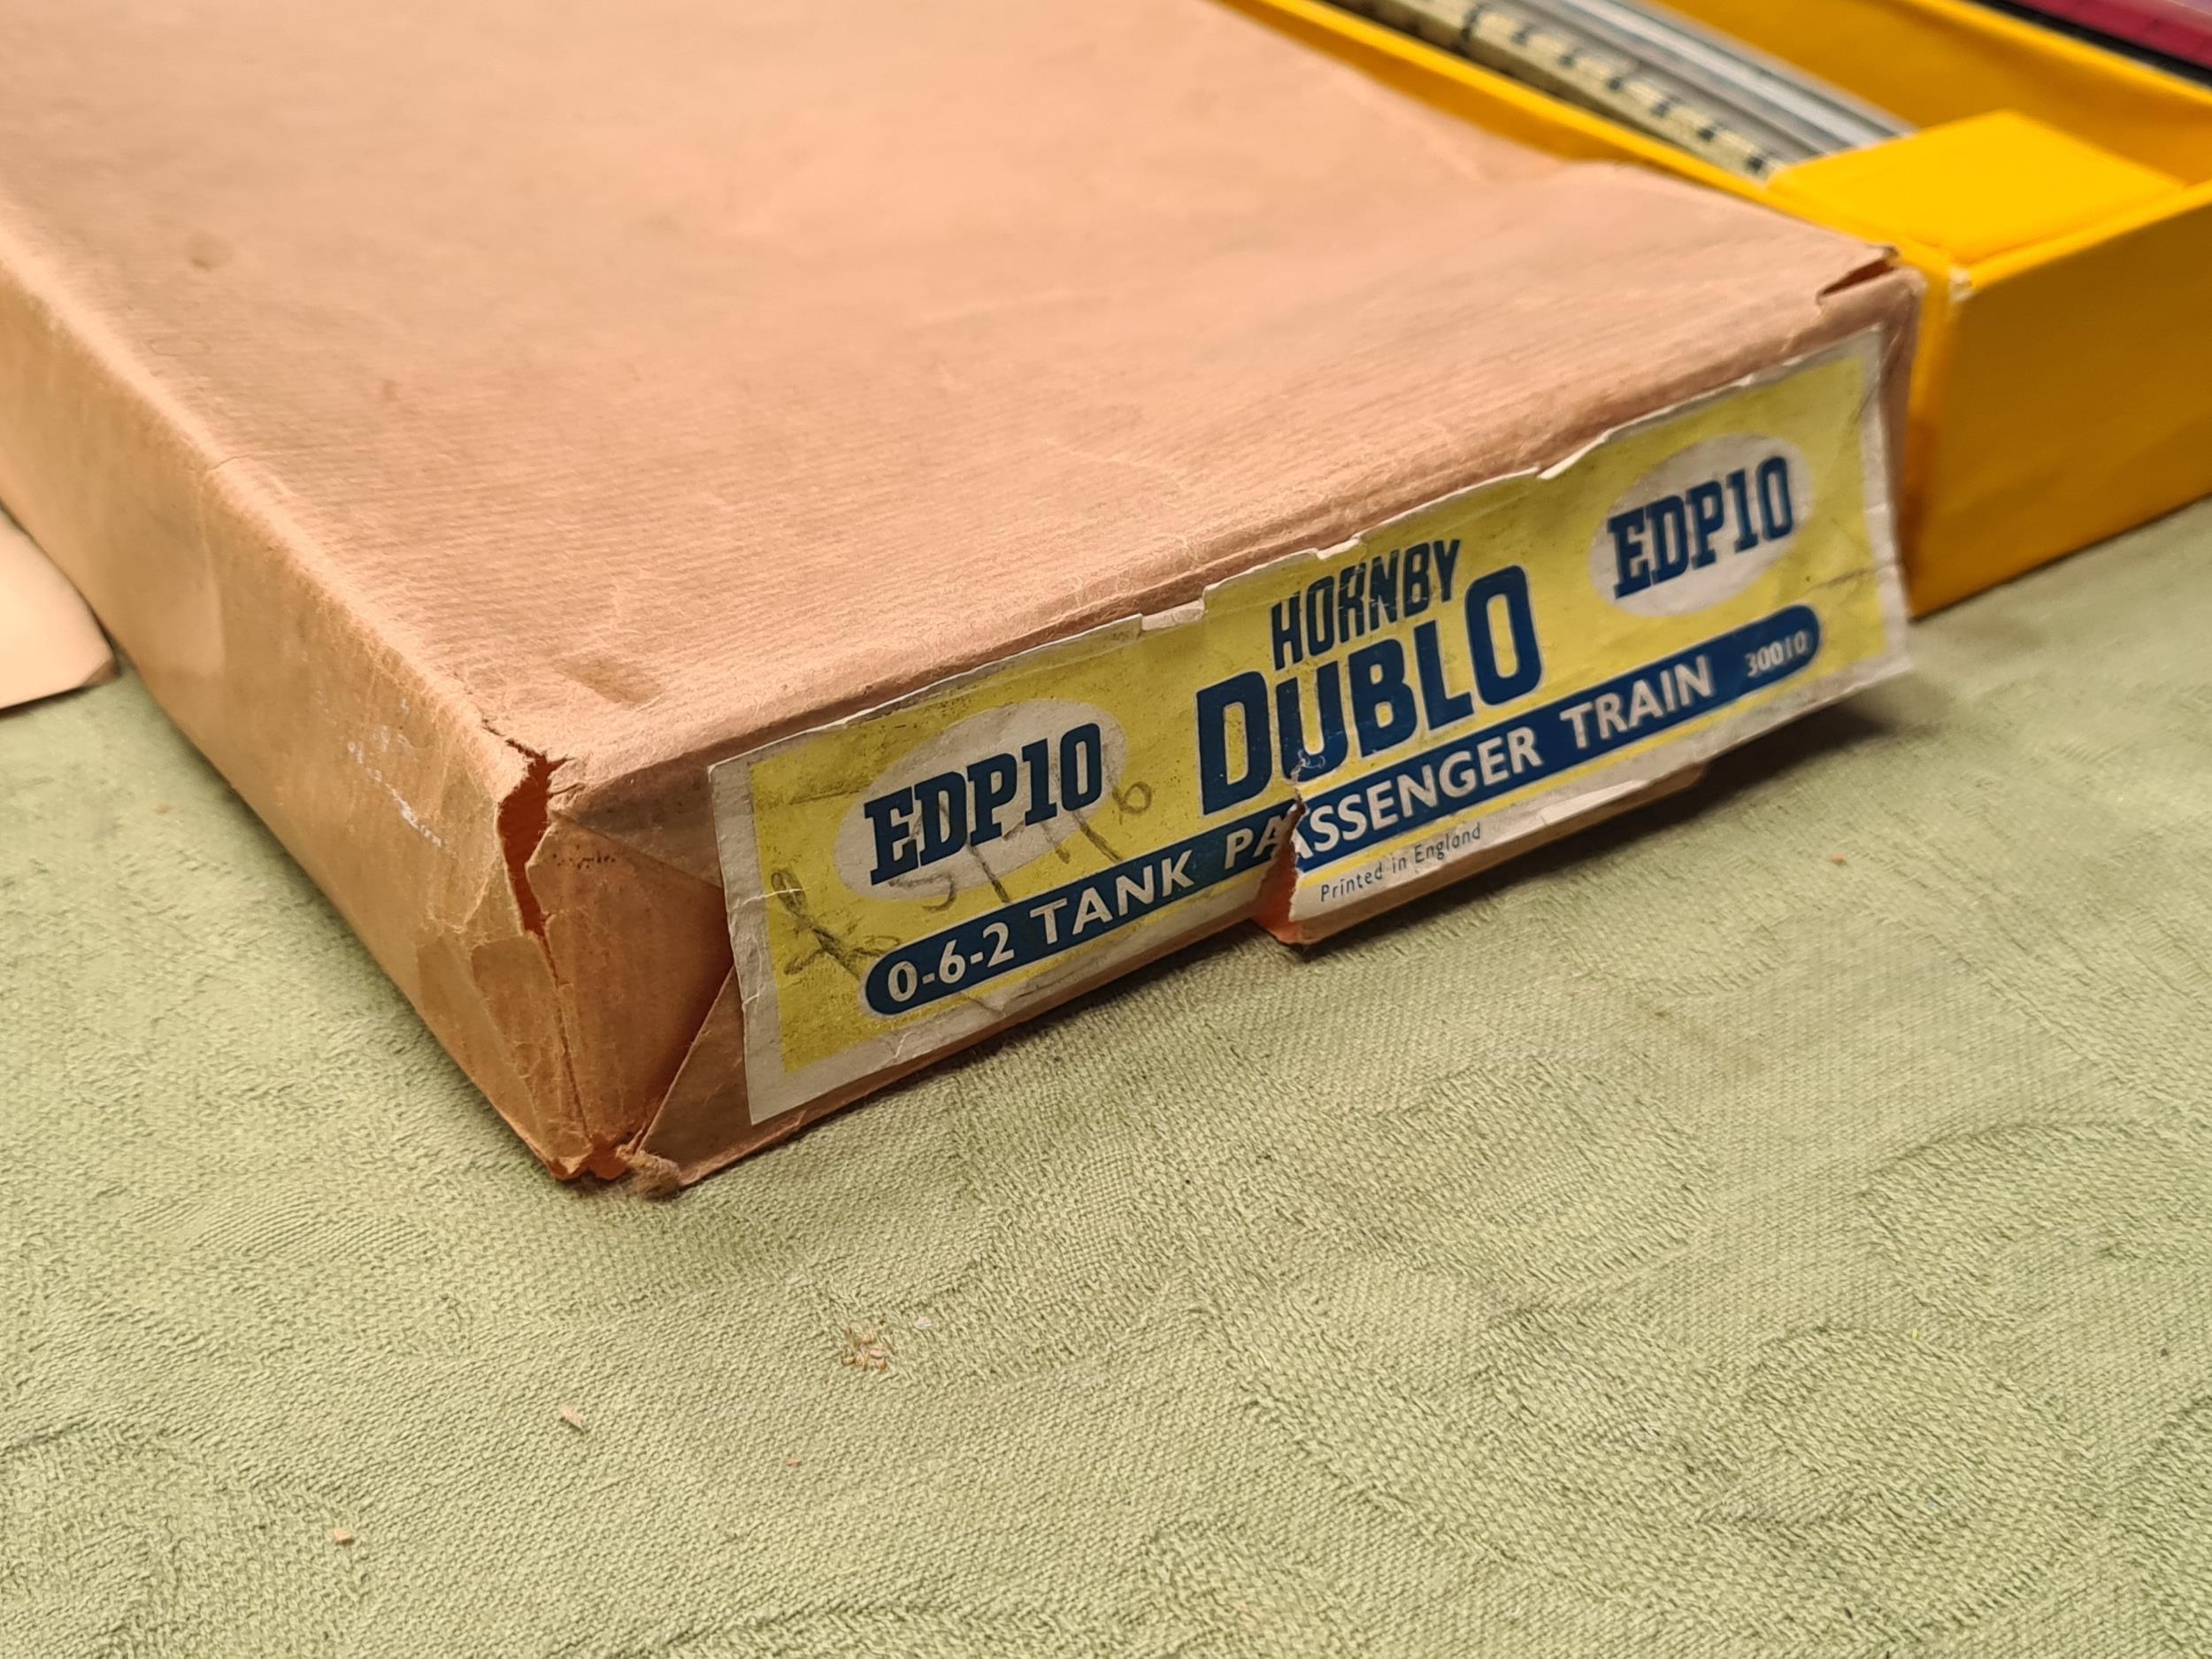 HORNBY
DUBLO
EDP10
EDP10
0-6-2 TANK PASSENGER TRAIN 30010
Printed in England